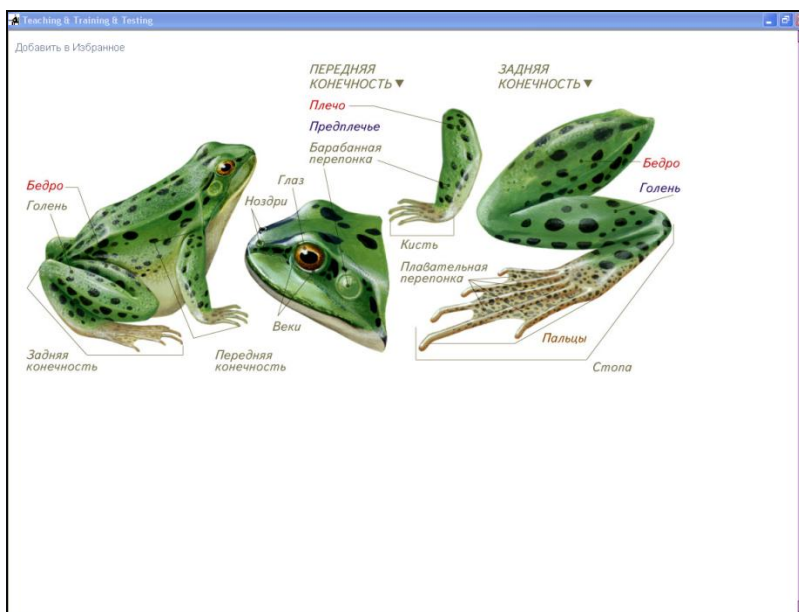 Teaching & Training & Testing
Добавить в Избранное
ПЕРЕДНЯЯ
КОНЕЧНОСТЬ▼
ЗАДНЯЯ
КОНЕЧНОСТЬ▼
Плечо
Предплечье
Барабанная
перепонка
Глаз
Ноздри
Бедро
Голень
Бедро
Голень
Кисть
Плавательная
перепонка
Веки
Пальцы
Задняя
конечность
Передняя
конечность
Стопа